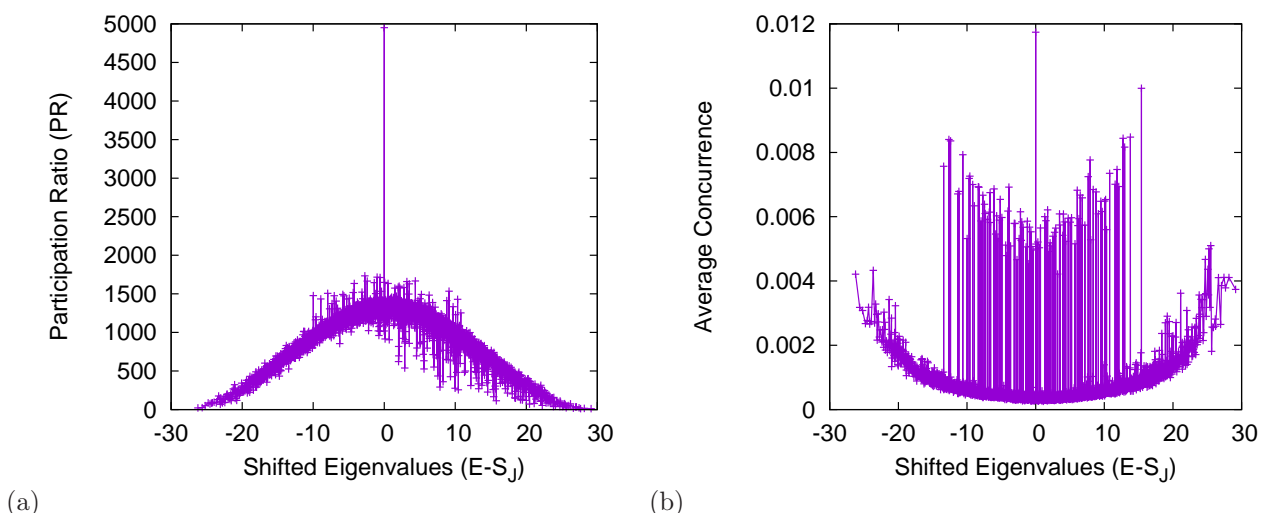 5000
4500
4000
3500
3000
2500
2000
1500
1000
500
0
Participation Ratio (PR)
-30 -20 -10 0 10 20 30
Shifted Eigenvalues (E-S_J)
(a)
0.012
0.01
0.008
0.006
0.004
0.002
0
Average Concurrence
-30 -20 -10 0 10 20 30
Shifted Eigenvalues (E-S_J)
(b)